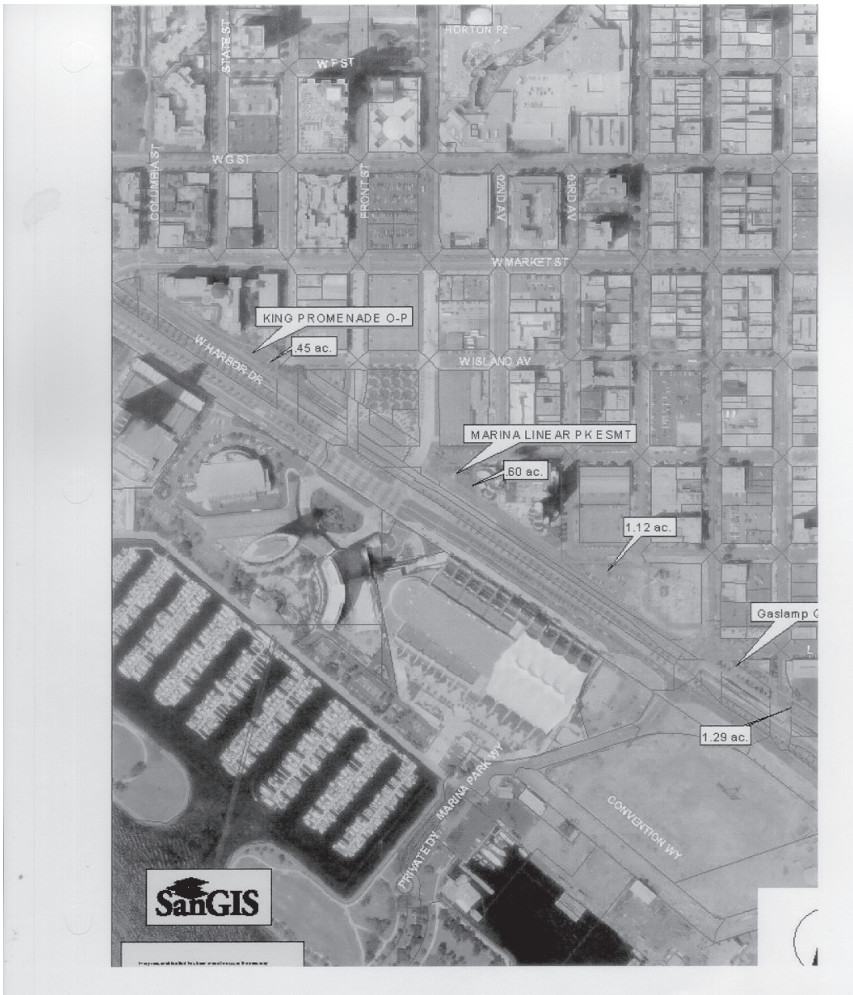 HORTON PZ
STATE ST
W F ST
W G ST
COLUMBIA ST
FRONT ST
02ND AV
03RD AV
W MARKET ST
KING PROMENADE O-P
.45 ac.
W HARBOR DR
W ISLAND AV
MARINA LINEAR PK ESMT
.60 ac.
1.12 ac.
Gaslamp
L
1.29 ac.
CONVENTION WY
MARINA PARK WY
PRIVATE DY
SanGIS